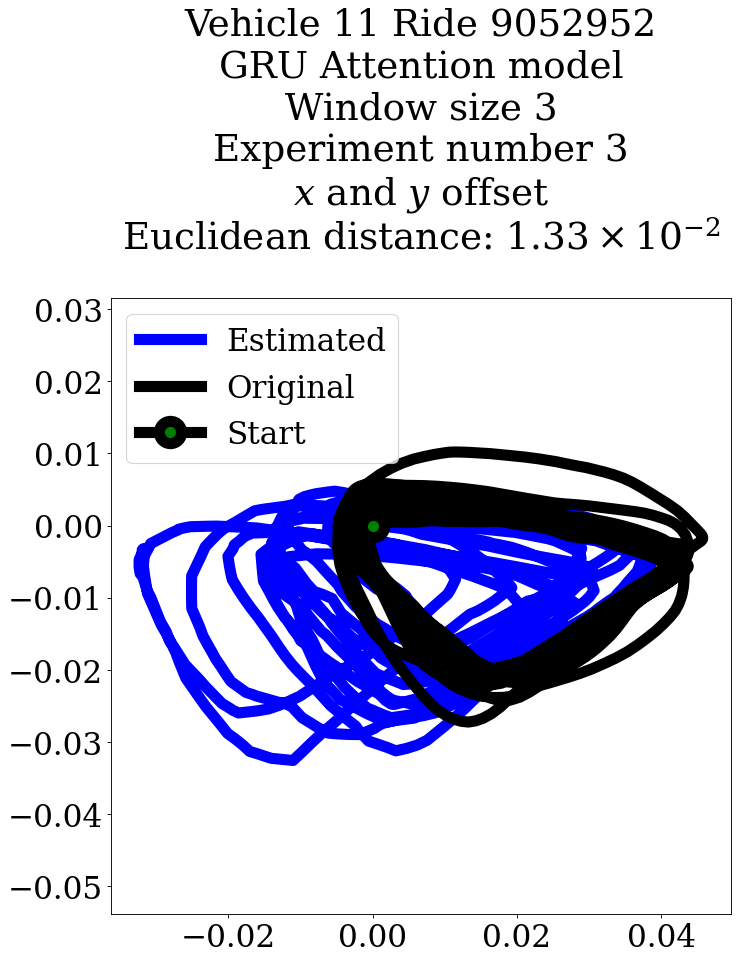 Vehicle 11 Ride 9052952
GRU Attention model
Window size 3
Experiment number 3
x and y offset
Euclidean distance: 1.33 × 10⁻²
0.03
0.02
0.01
0.00
−0.01
−0.02
−0.03
−0.04
−0.05
Estimated
Original
Start
−0.02 0.00 0.02 0.04